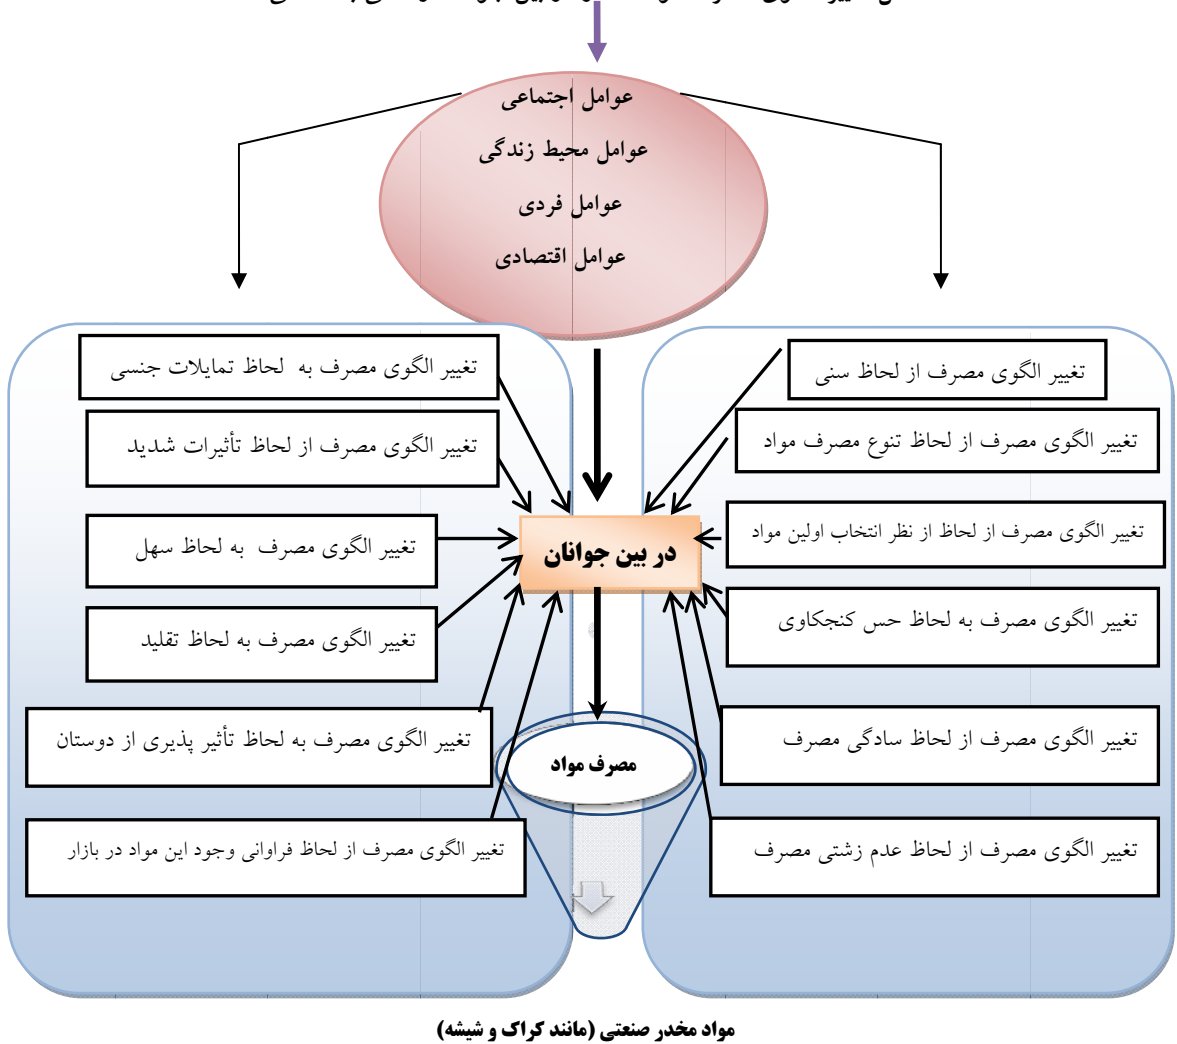 عوامل اجتماعی
عوامل محیط زندگی
عوامل فردی
عوامل اقتصادی
تغییر الگوی مصرف از لحاظ سنی
تغییر الگوی مصرف از لحاظ تنوع مصرف مواد
تغییر الگوی مصرف از لحاظ از نظر انتخاب اولین مواد
تغییر الگوی مصرف به لحاظ حس کنجکاوی
تغییر الگوی مصرف از لحاظ سادگی مصرف
تغییر الگوی مصرف از لحاظ عدم زشتی مصرف
در بین جوانان
مصرف مواد
تغییر الگوی مصرف به لحاظ تمایلات جنسی
تغییر الگوی مصرف از لحاظ تأثیرات شدید
تغییر الگوی مصرف به لحاظ سهل
تغییر الگوی مصرف به لحاظ تقلید
تغییر الگوی مصرف به لحاظ تأثیر پذیری از دوستان
تغییر الگوی مصرف از لحاظ فراوانی وجود این مواد در بازار
مواد مخدر صنعتی (مانند کراک و شیشه)